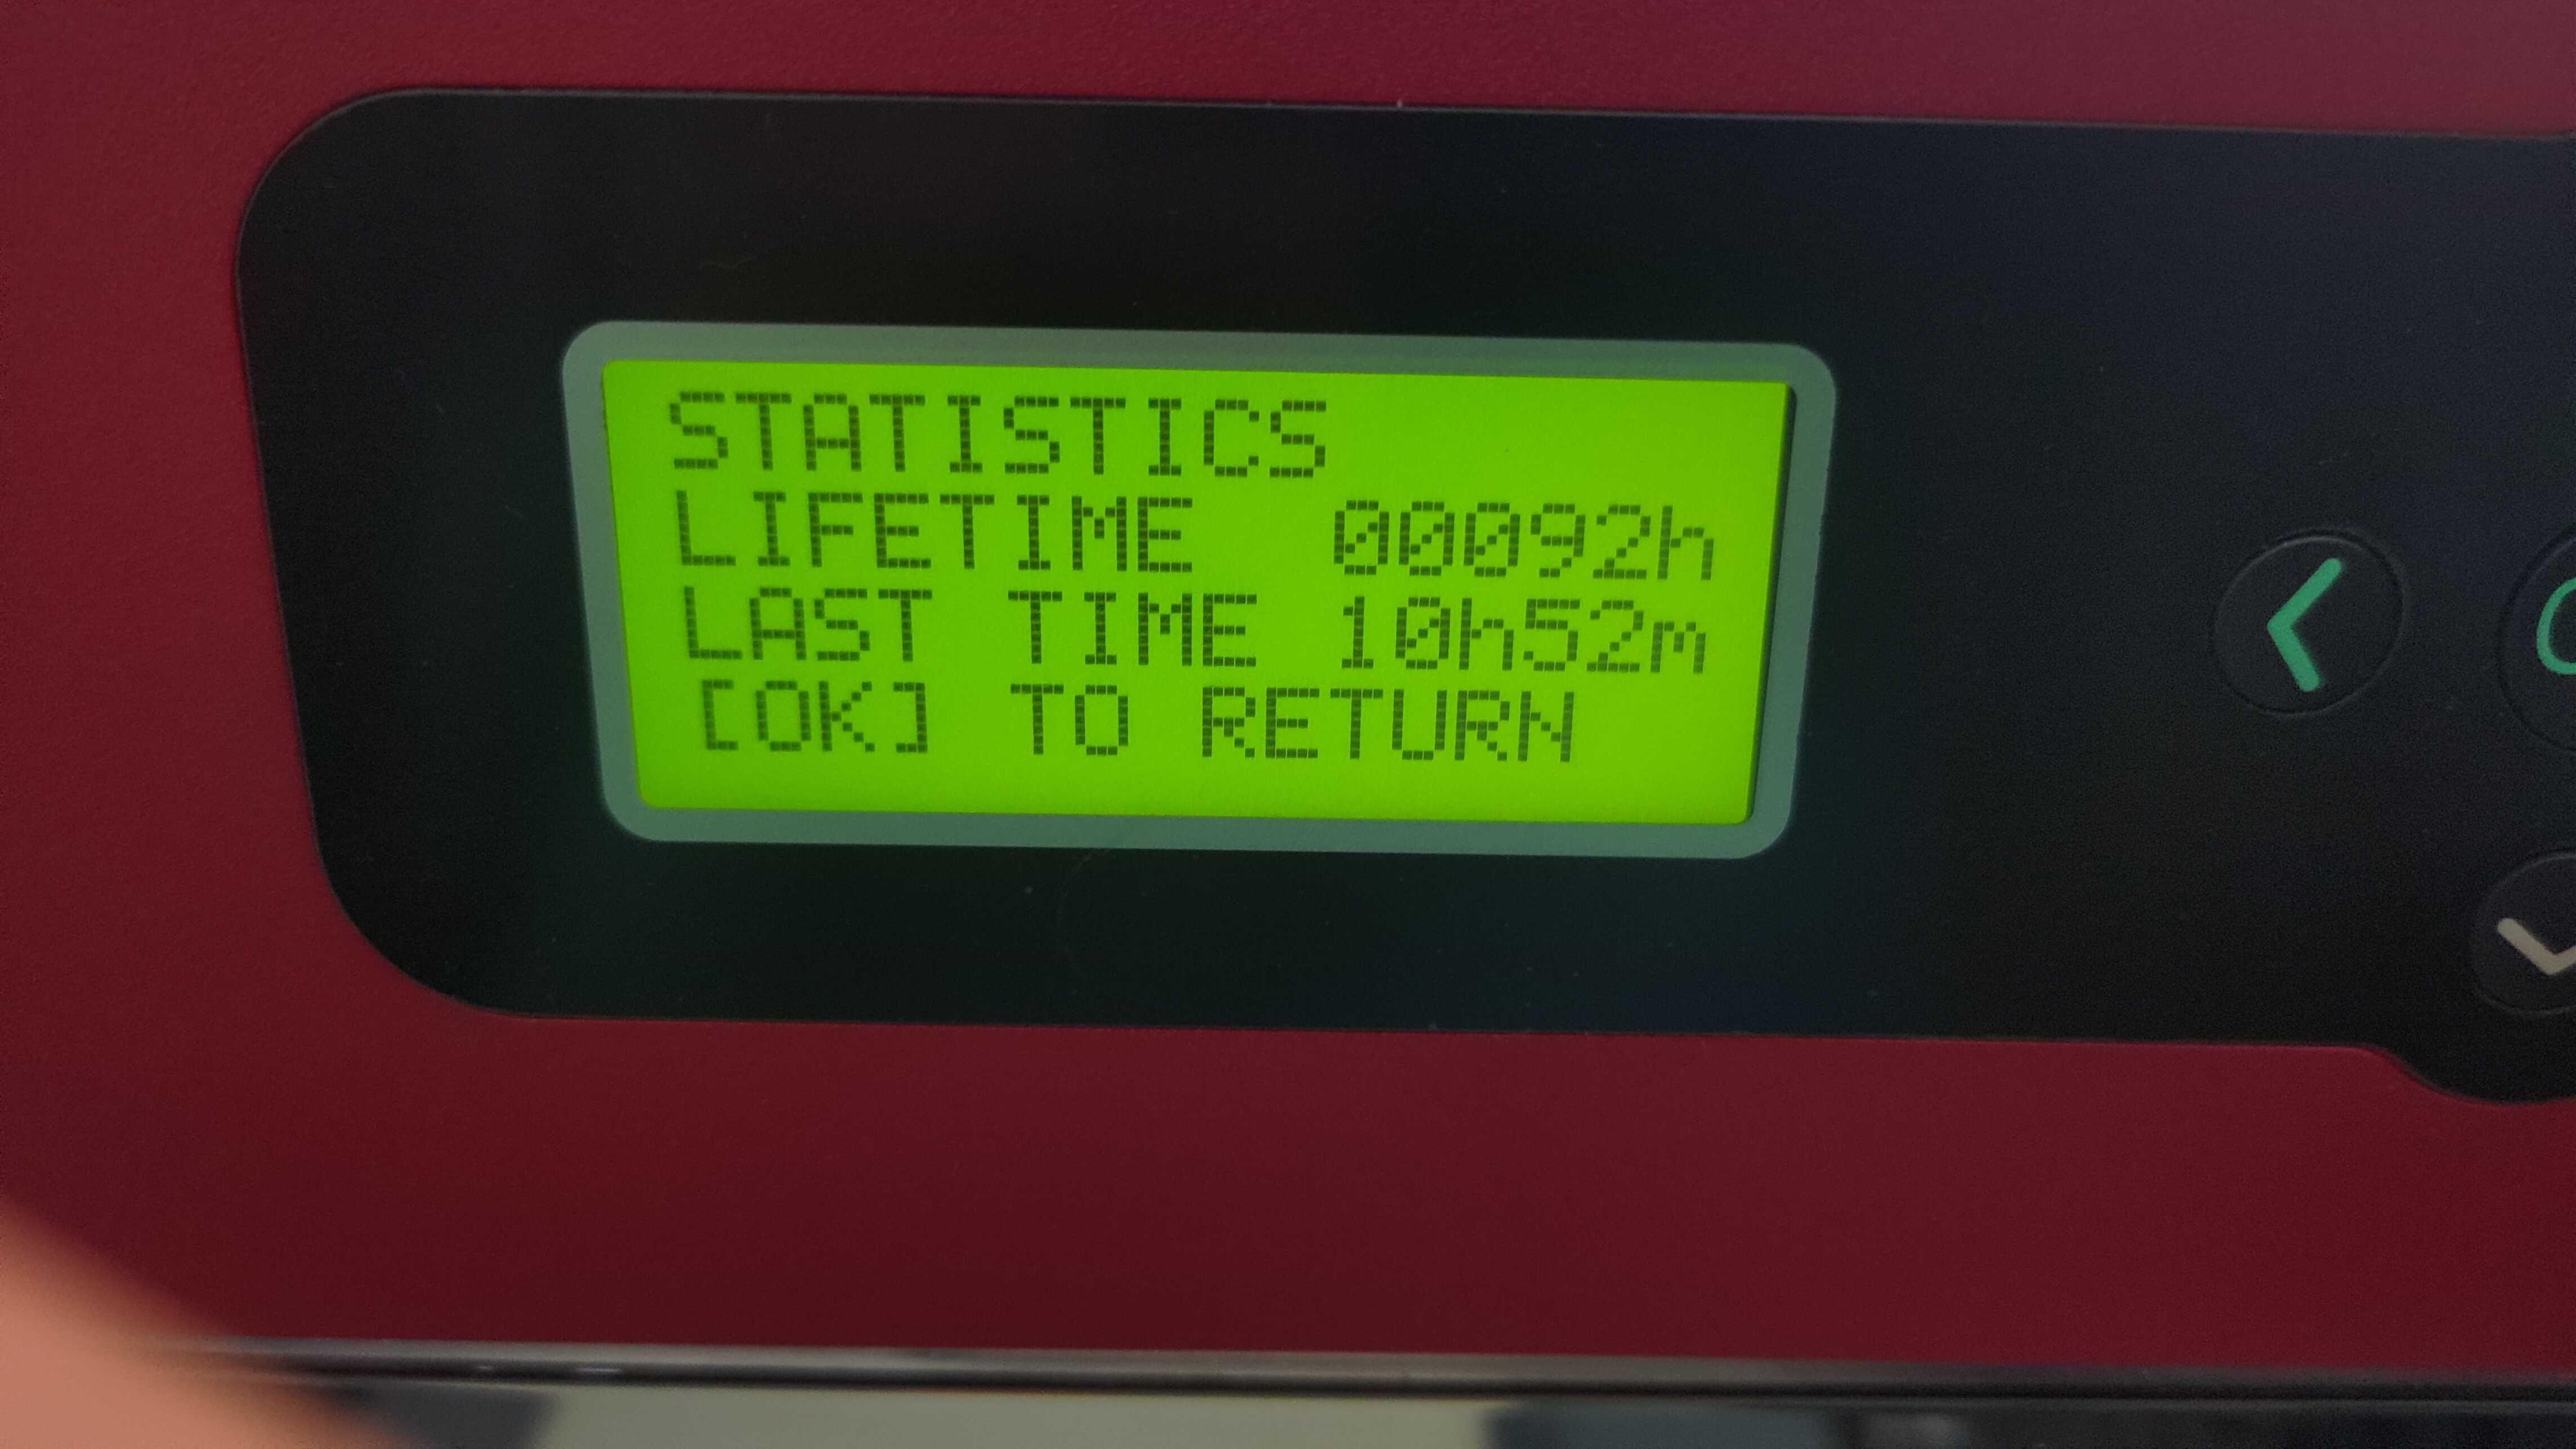 STATISTICS
LIFETIME 00092h
LAST TIME 10h52m
[OK] TO RETURN